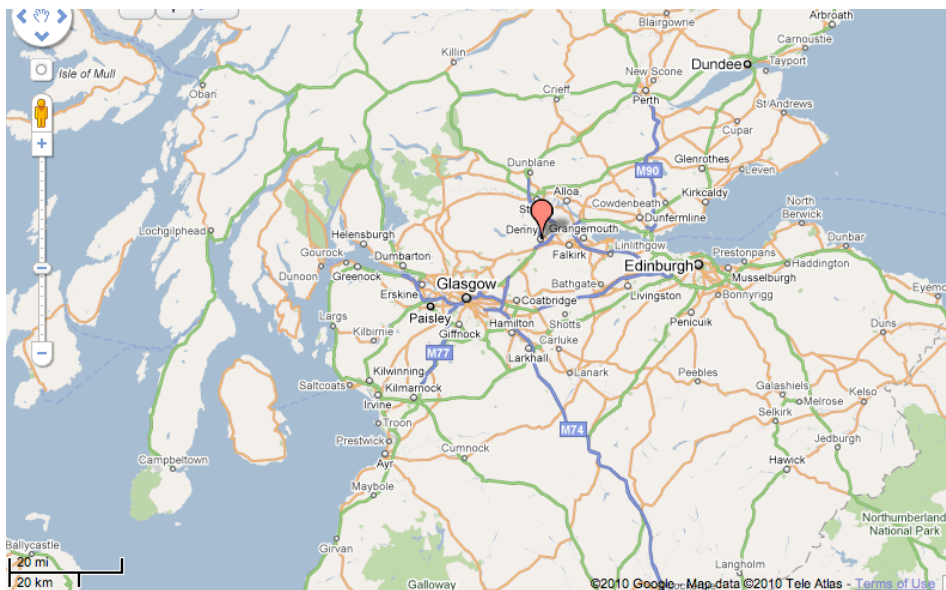 Arbroath
Blairgowrie
Carnoustie
Isle of Mull
Killin
Dundee
Tayport
New Scone
Oban
Crieff
Perth
St Andrews
Cupar
Dunblane
Glenrothes
M90
Leven
Alloa
Kirkcaldy
St
Cowdenbeath
North
Berwick
Dunfermline
Lochgilphead
Denny
Grangemouth
Helensburgh
Linlithgow
Dunbar
Gourock
Dumbarton
Falkirk
Prestonpans
Edinburgh
Haddington
Dunoon
Greenock
Musselburgh
Glasgow
Bathgate
Erskine
Coatbridge
Livingston
Bonnyrigg
Eyemo
Paisley
Largs
Hamilton
Shotts
Penicuik
Kilbirnie
Giffnock
Duns
Carluke
M77
Larkhall
Kilwinning
Lanark
Peebles
Saltcoats
Kilmarnock
Galashiels
Kelso
Irvine
Melrose
Selkirk
Troon
M74
Prestwick
Jedburgh
Cumnock
Campbeltown
Ayr
Hawick
Maybole
Northumberland
National Park
Ballycastle
Girvan
20 mi
Langholm
20 km
Galloway
©2010 Google - Map data ©2010 Tele Atlas - Terms of Use